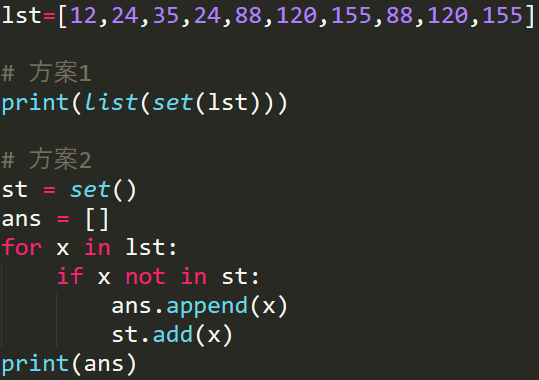 lst=[12,24,35,24,88,120,155,88,120,155]
# 方案1
print(list(set(lst)))
# 方案2
st = set()
ans = []
for x in lst:
    if x not in st:
        ans.append(x)
        st.add(x)
print(ans)